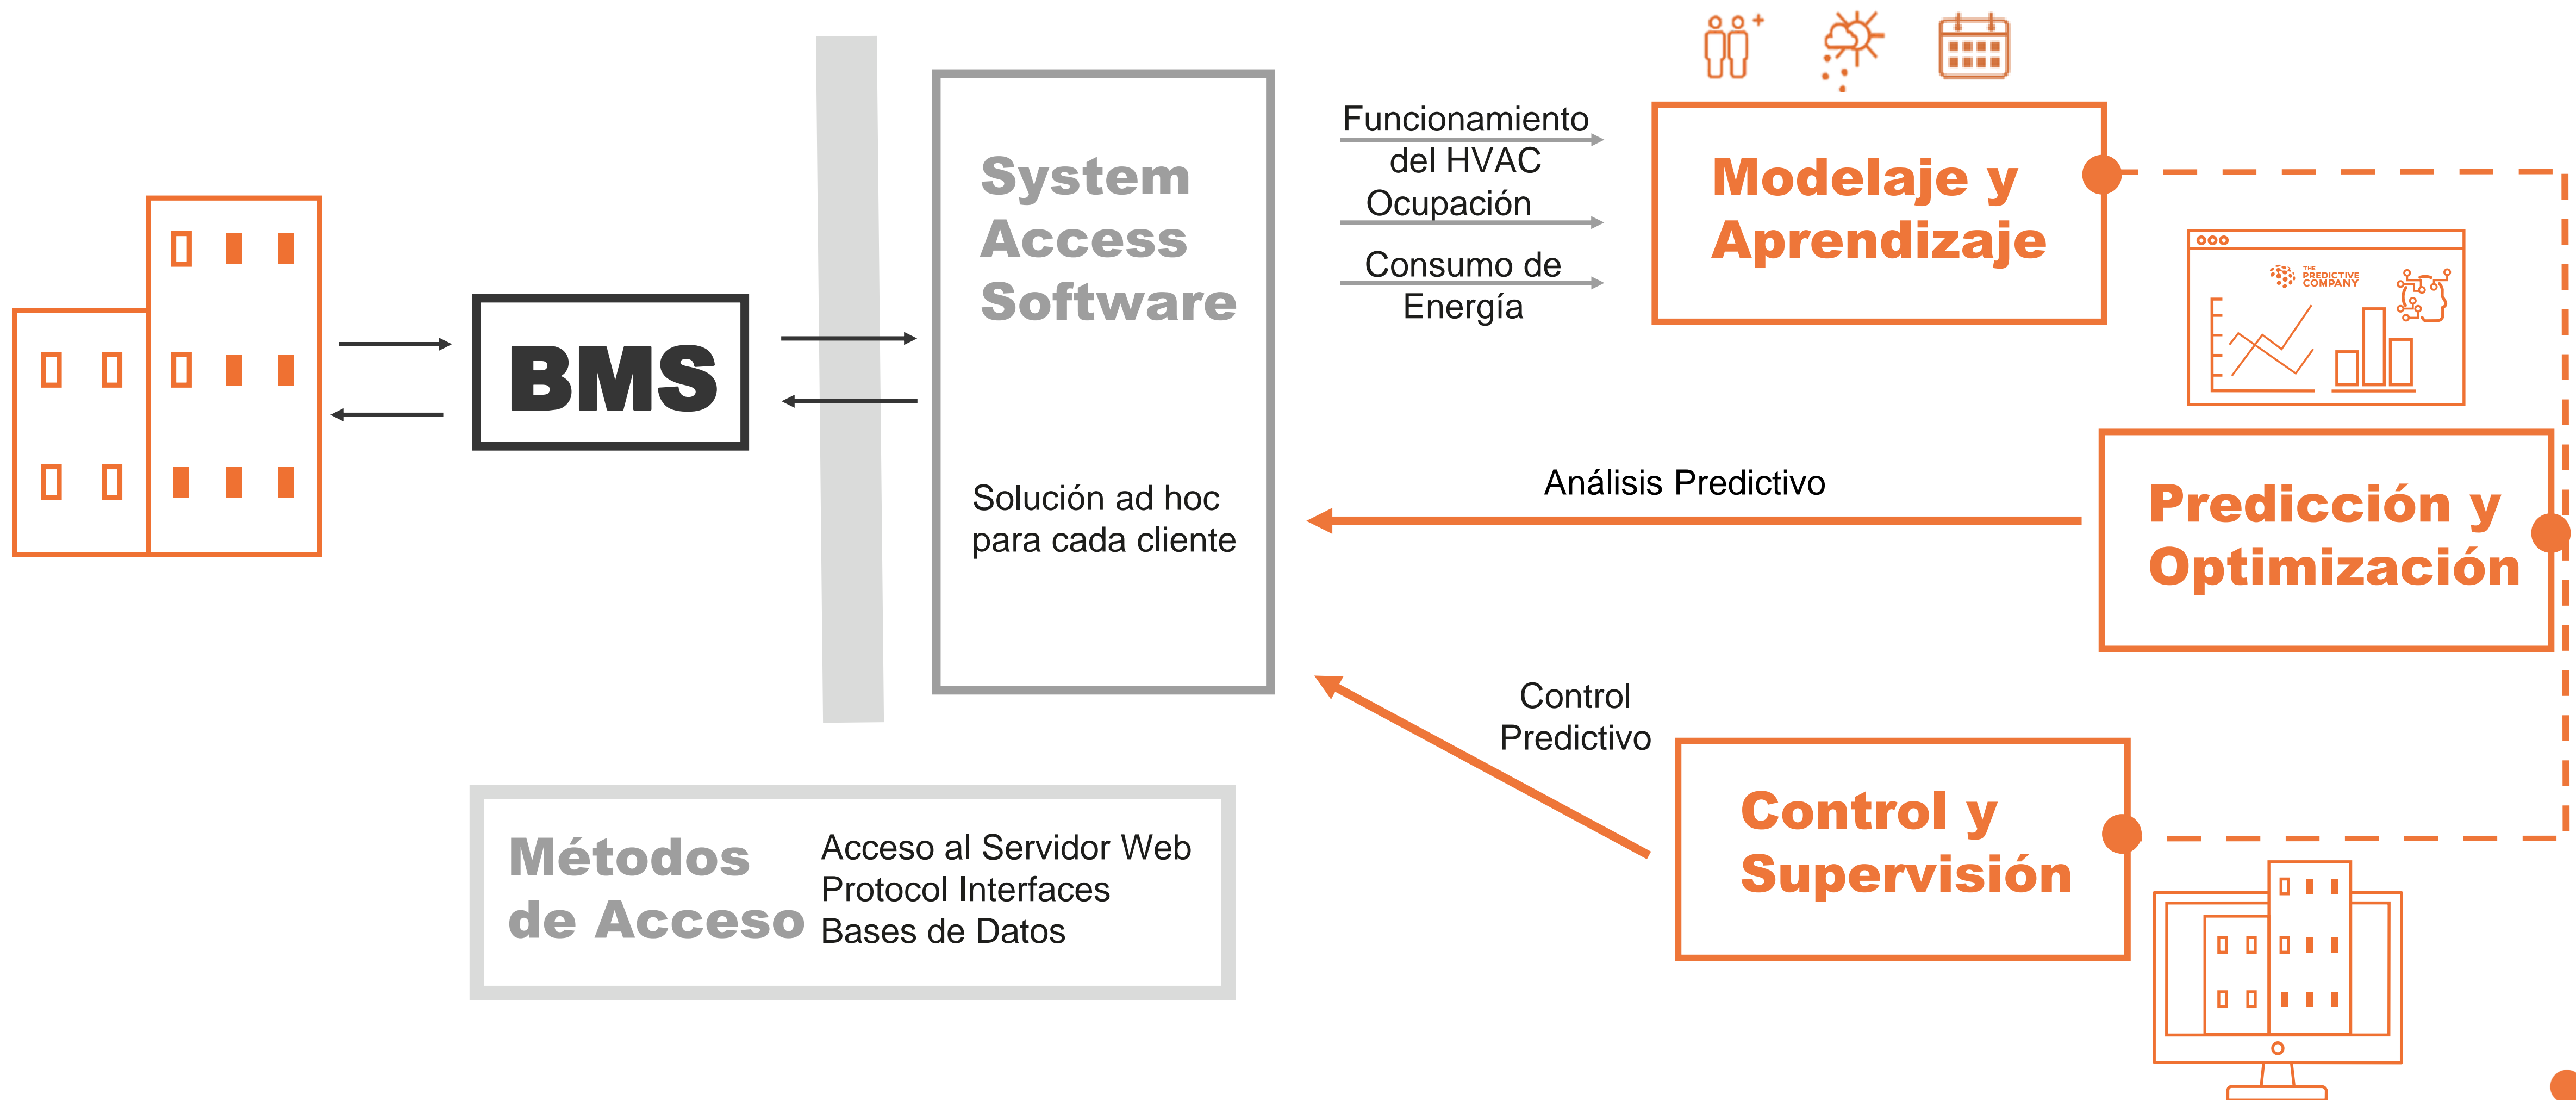 BMS
System
Access
Software
Solución ad hoc
para cada cliente
Métodos
de Acceso
Acceso al Servidor Web
Protocol Interfaces
Bases de Datos
Funcionamiento
del HVAC
Ocupación
Consumo de
Energía
Modelaje y
Aprendizaje
THE
PREDICTIVE
COMPANY
Análisis Predictivo
Predicción y
Optimización
Control
Predictivo
Control y
Supervisión